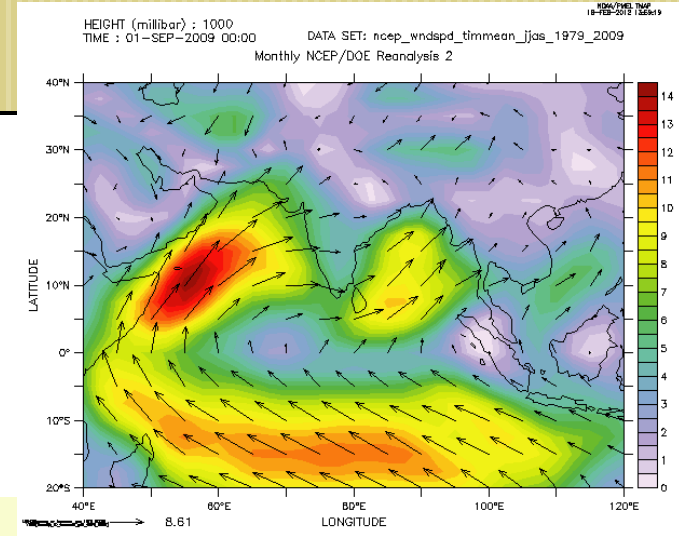 NOAA/PMEL TMAP
18-FEB-2012 13:59:19
HEIGHT (millibar) : 1000
TIME : 01-SEP-2009 00:00
DATA SET: ncep_wndspd_timmean_jjas_1979_2009
Monthly NCEP/DOE Reanalysis 2
40°N
30°N
20°N
10°N
0°
10°S
20°S
LATITUDE
40°E
60°E
80°E
100°E
120°E
LONGITUDE
14
13
12
11
10
9
8
7
6
5
4
3
2
1
0
8.61